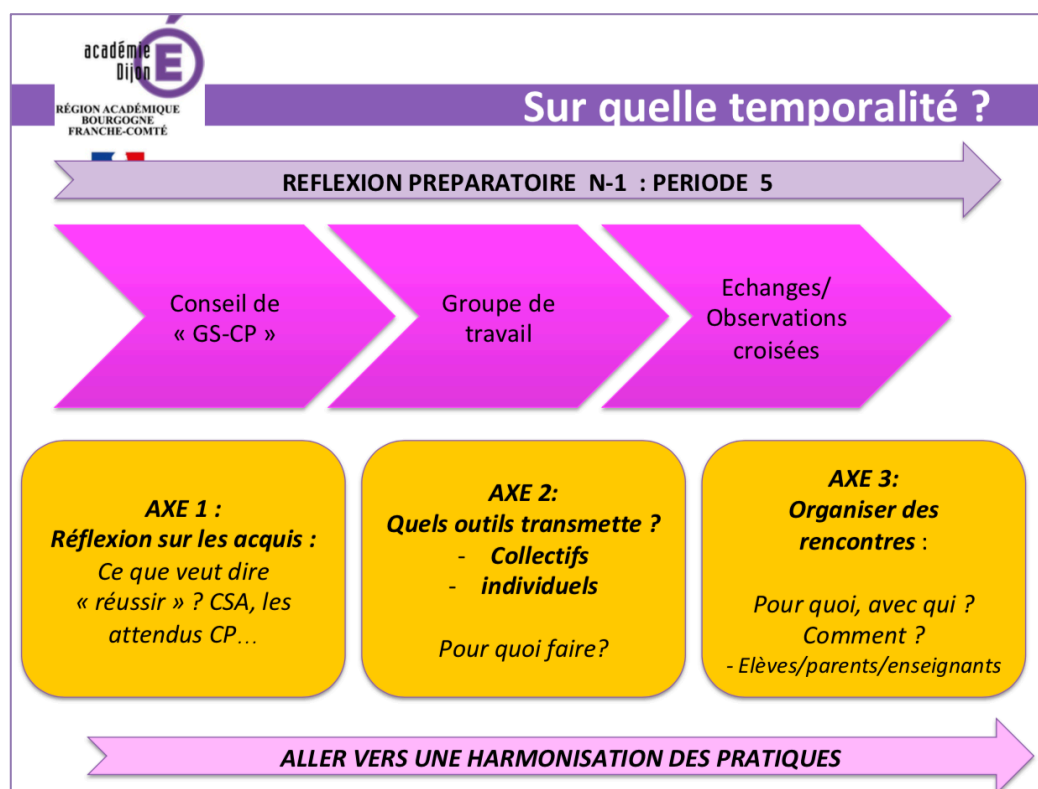 académie
Dijon
É
RÉGION ACADÉMIQUE
BOURGOGNE
FRANCHE-COMTÉ
Sur quelle temporalité ?
REFLEXION PREPARATOIRE N-1 : PERIODE 5
Conseil de
« GS-CP »
Groupe de
travail
Echanges/
Observations
croisées
AXE 1 :
Réflexion sur les acquis :
Ce que veut dire
« réussir » ? CSA, les
attendus CP…
AXE 2:
Quels outils transmette ?
- Collectifs
- individuels
Pour quoi faire?
AXE 3:
Organiser des
rencontres :
Pour quoi, avec qui ?
Comment ?
- Elèves/parents/enseignants
ALLER VERS UNE HARMONISATION DES PRATIQUES